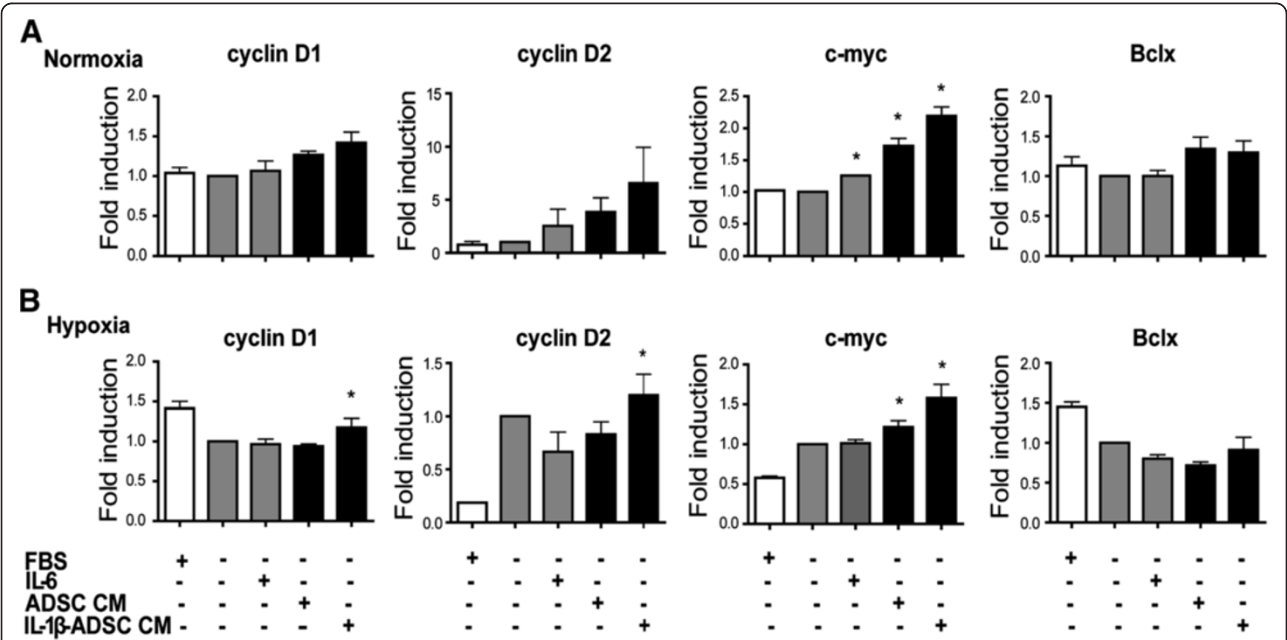 A
Normoxia
cyclin D1
cyclin D2
c-myc
Bclx
Fold induction
2.0
1.5
1.0
0.5
0.0
Fold induction
15
10
5
0
Fold induction
2.5
2.0
1.5
1.0
0.5
0.0
* * *
Fold induction
2.0
1.5
1.0
0.5
0.0
B
Hypoxia
cyclin D1
cyclin D2
c-myc
Bclx
Fold induction
2.0
1.5
1.0
0.5
0.0
*
Fold induction
1.5
1.0
0.5
0.0
*
Fold induction
2.0
1.5
1.0
0.5
0.0
* *
Fold induction
2.0
1.5
1.0
0.5
0.0
FBS + - - - - + - - - - + - - - - + - - - -
IL-6 - - + - - - - + - - - - + - - - - + - -
ADSC CM - - - + - - - - + - - - - + - - - - + -
IL-1β-ADSC CM - - - - + - - - - + - - - - + - - - - +